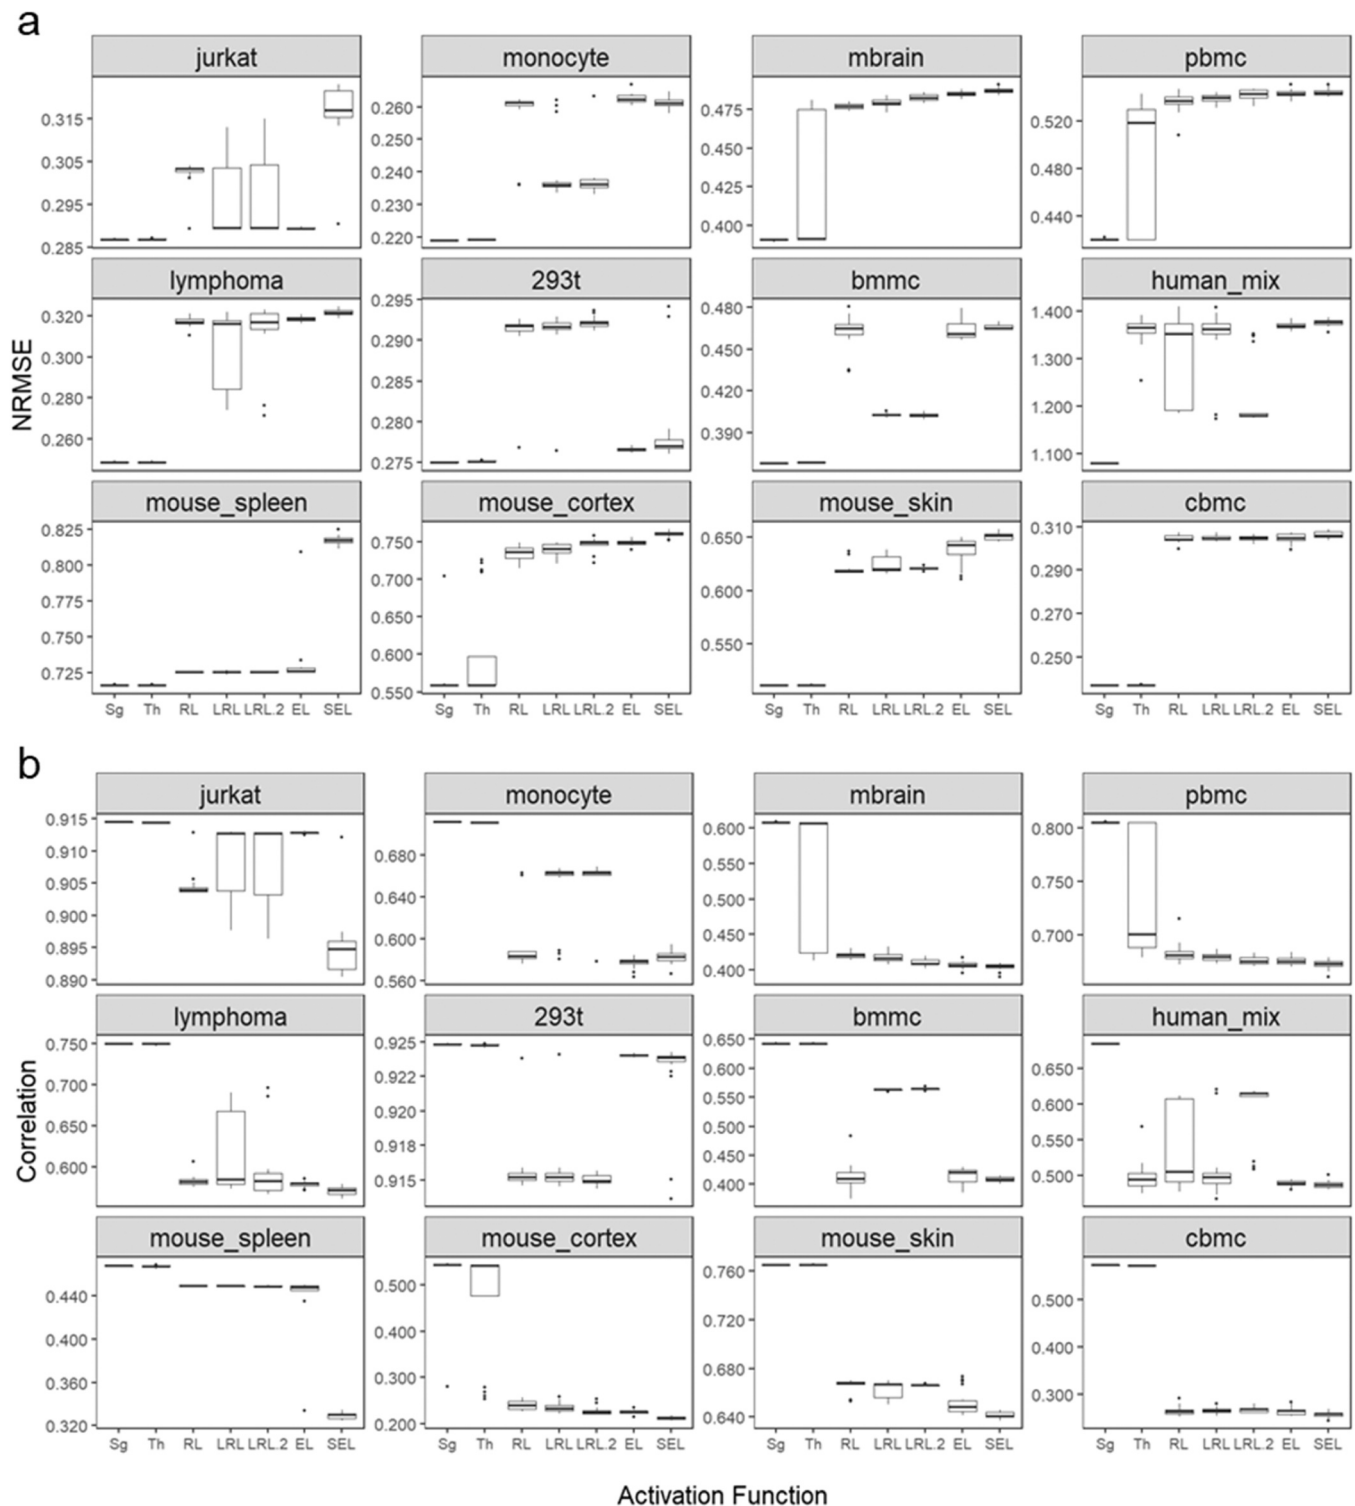 a
jurkat monocyte mbrain pbmc
0.315 0.305 0.295 0.285
0.260 0.250 0.240 0.230 0.220
0.475 0.450 0.425 0.400
0.520 0.480 0.440
NRMSE
lymphoma 293t bmmc human_mix
0.320 0.300 0.280 0.260
0.295 0.290 0.285 0.280 0.275
0.480 0.450 0.420 0.390
1.400 1.300 1.200 1.100
mouse_spleen mouse_cortex mouse_skin cbmc
0.825 0.800 0.775 0.750 0.725
0.750 0.700 0.650 0.600 0.550
0.650 0.600 0.550
0.310 0.290 0.270 0.250
Sg Th RL LRL LRL.2 EL SEL Sg Th RL LRL LRL.2 EL SEL Sg Th RL LRL LRL.2 EL SEL Sg Th RL LRL LRL.2 EL SEL
b
jurkat monocyte mbrain pbmc
0.915 0.910 0.905 0.900 0.895 0.890
0.680 0.640 0.600 0.560
0.600 0.550 0.500 0.450 0.400
0.800 0.750 0.700
Correlation
lymphoma 293t bmmc human_mix
0.750 0.700 0.650 0.600
0.925 0.922 0.920 0.918 0.915
0.650 0.600 0.550 0.500 0.450 0.400
0.650 0.600 0.550 0.500
mouse_spleen mouse_cortex mouse_skin cbmc
0.440 0.400 0.360 0.320
0.500 0.400 0.300 0.200
0.760 0.720 0.680 0.640
0.500 0.400 0.300
Sg Th RL LRL LRL.2 EL SEL Sg Th RL LRL LRL.2 EL SEL Sg Th RL LRL LRL.2 EL SEL Sg Th RL LRL LRL.2 EL SEL
Activation Function